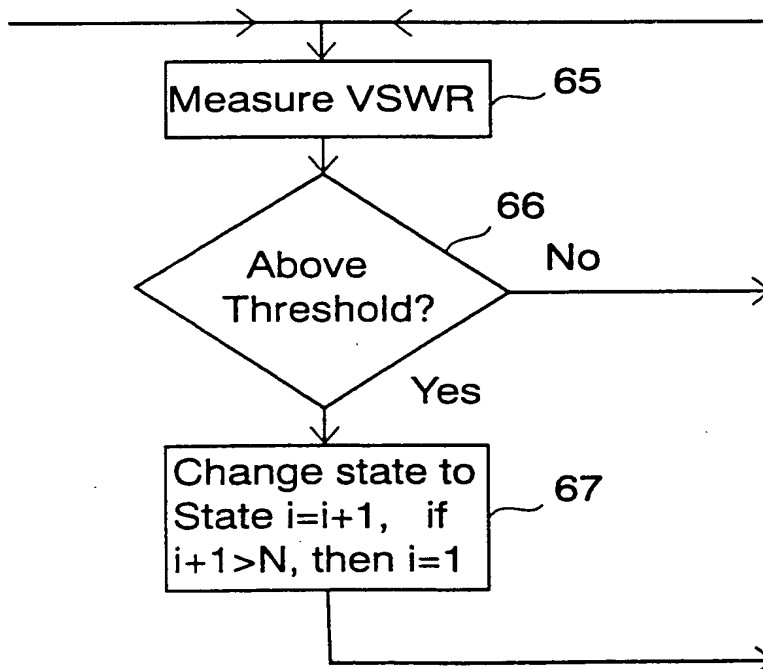 Measure VSWR
65
66
Above
Threshold?
No
Yes
Change state to
State i=i+1, if
i+1>N, then i=1
67